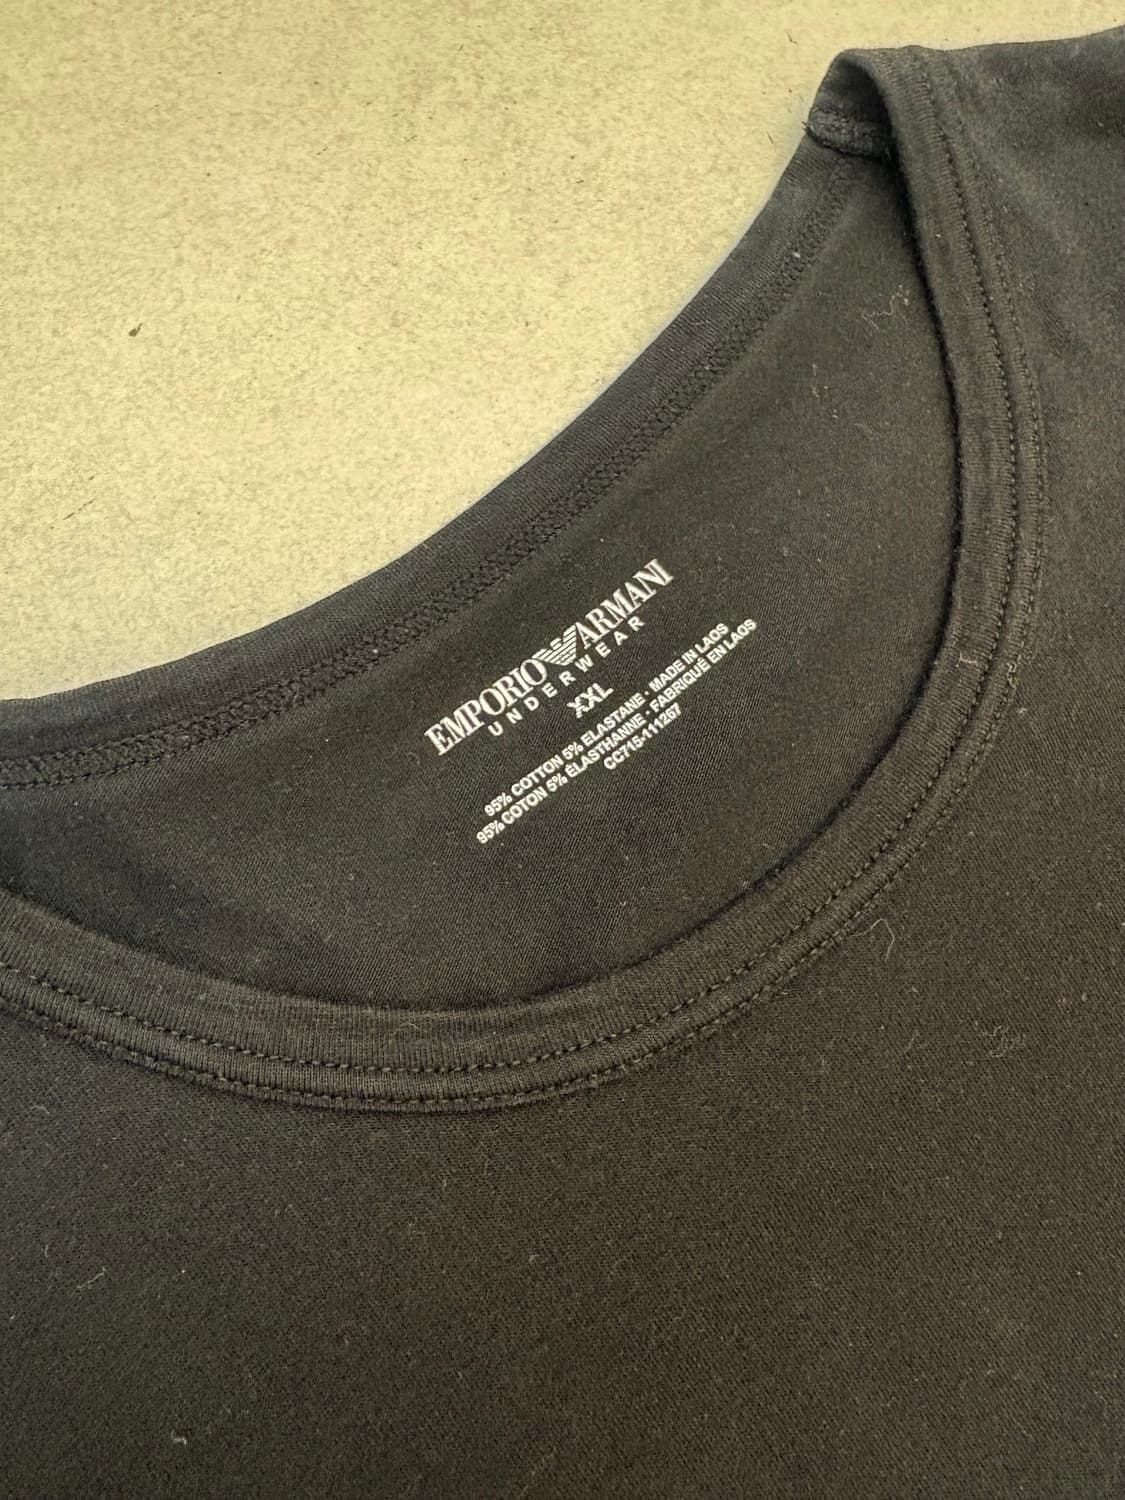 EMPORIO ARMANI
UNDERWEAR
XXL
95% COTTON 5% ELASTANE · MADE IN LAOS
95% COTON 5% ÉLASTHANNE · FABRIQUÉ EN LAOS
CC715-111267